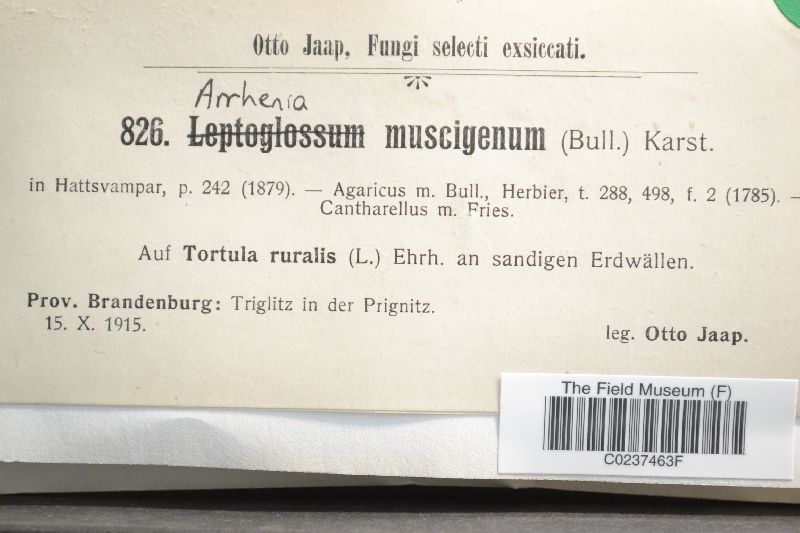 Otto Jaap, Fungi selecti exsiccati.
Arrhenia
826. Leptoglossum muscigenum (Bull.) Karst.
in Hattsvampar, p. 242 (1879). — Agaricus m. Bull., Herbier, t. 288, 498, f. 2 (1785). —
Cantharellus m. Fries.
Auf Tortula ruralis (L.) Ehrh. an sandigen Erdwällen.
Prov. Brandenburg: Triglitz in der Prignitz.
15. X. 1915.
leg. Otto Jaap.
The Field Museum (F)
C0237463F